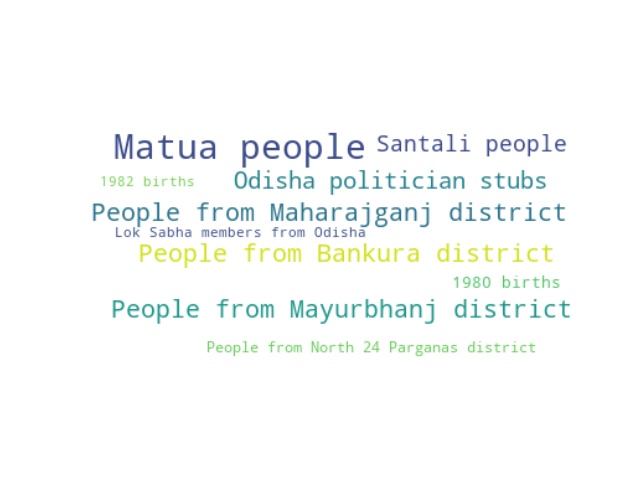 Matua people Santali people
1982 births Odisha politician stubs
People from Maharajganj district
Lok Sabha members from Odisha
People from Bankura district
1980 births
People from Mayurbhanj district
People from North 24 Parganas district